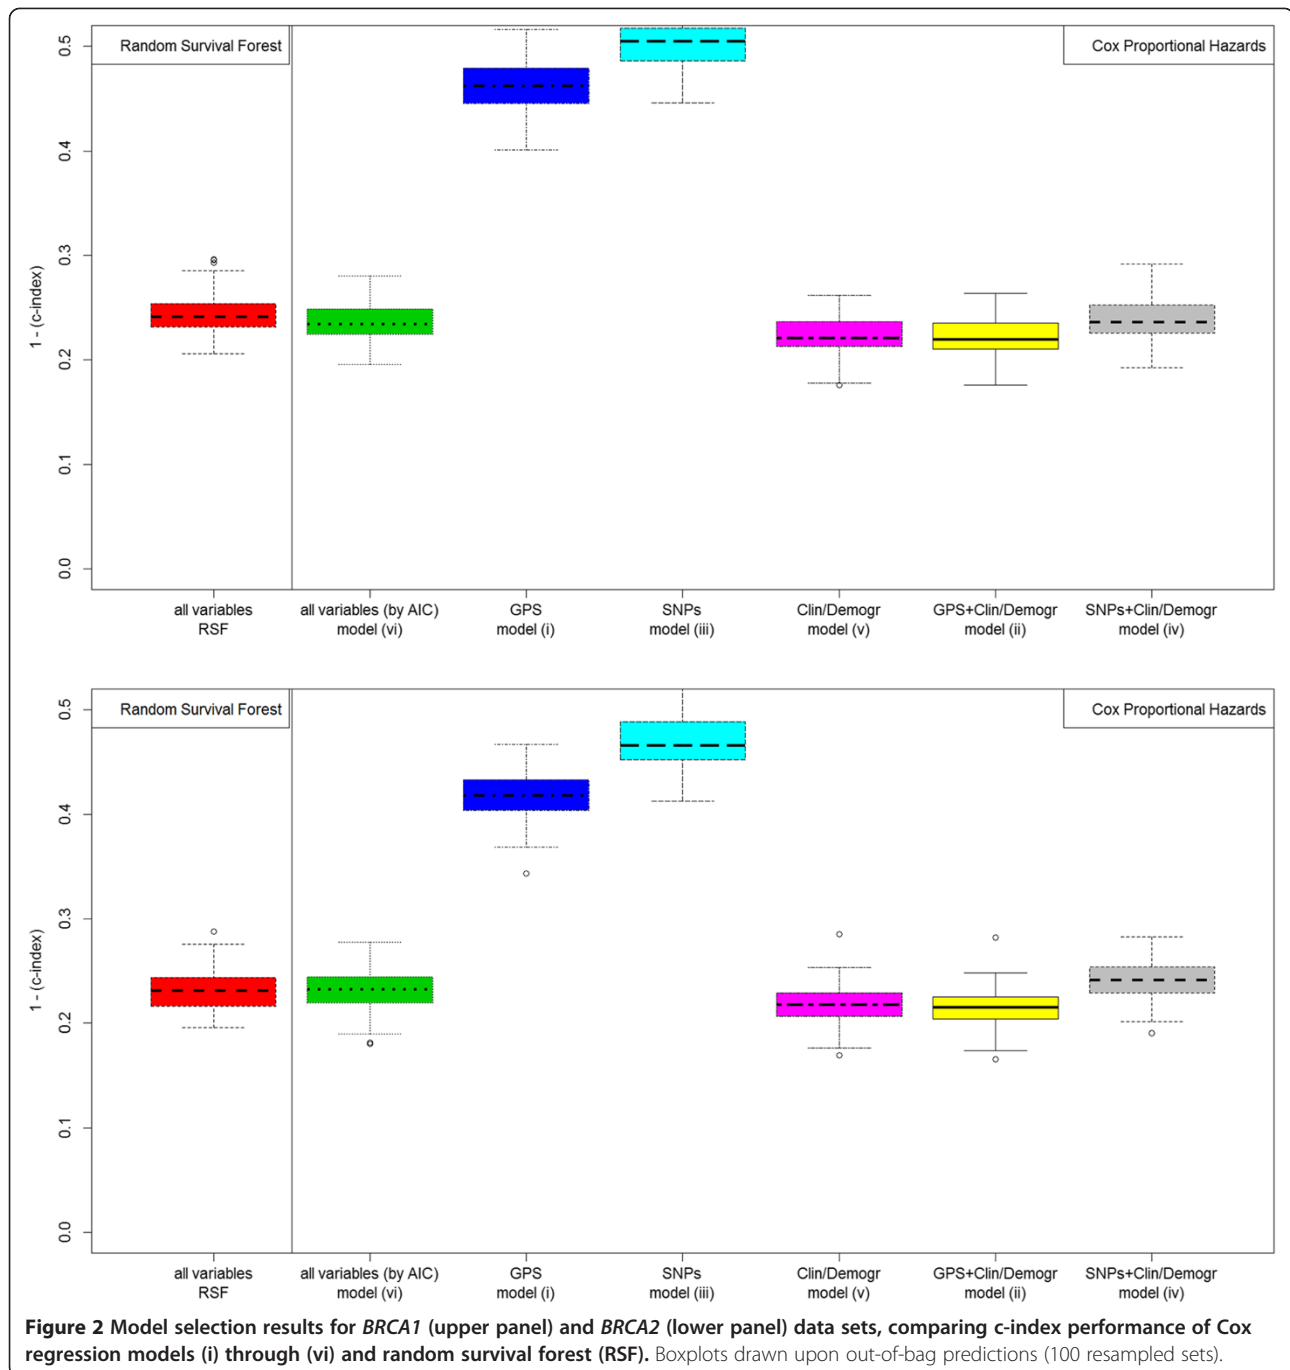 Random Survival Forest
Cox Proportional Hazards
0.5
0.4
0.3
0.2
0.1
0.0
1 - (c-index)
all variables
RSF
all variables (by AIC)
model (vi)
GPS
model (i)
SNPs
model (iii)
Clin/Demogr
model (v)
GPS+Clin/Demogr
model (ii)
SNPs+Clin/Demogr
model (iv)
Random Survival Forest
Cox Proportional Hazards
0.5
0.4
0.3
0.2
0.1
0.0
1 - (c-index)
all variables
RSF
all variables (by AIC)
model (vi)
GPS
model (i)
SNPs
model (iii)
Clin/Demogr
model (v)
GPS+Clin/Demogr
model (ii)
SNPs+Clin/Demogr
model (iv)
Figure 2 Model selection results for BRCA1 (upper panel) and BRCA2 (lower panel) data sets, comparing c-index performance of Cox
regression models (i) through (vi) and random survival forest (RSF). Boxplots drawn upon out-of-bag predictions (100 resampled sets).